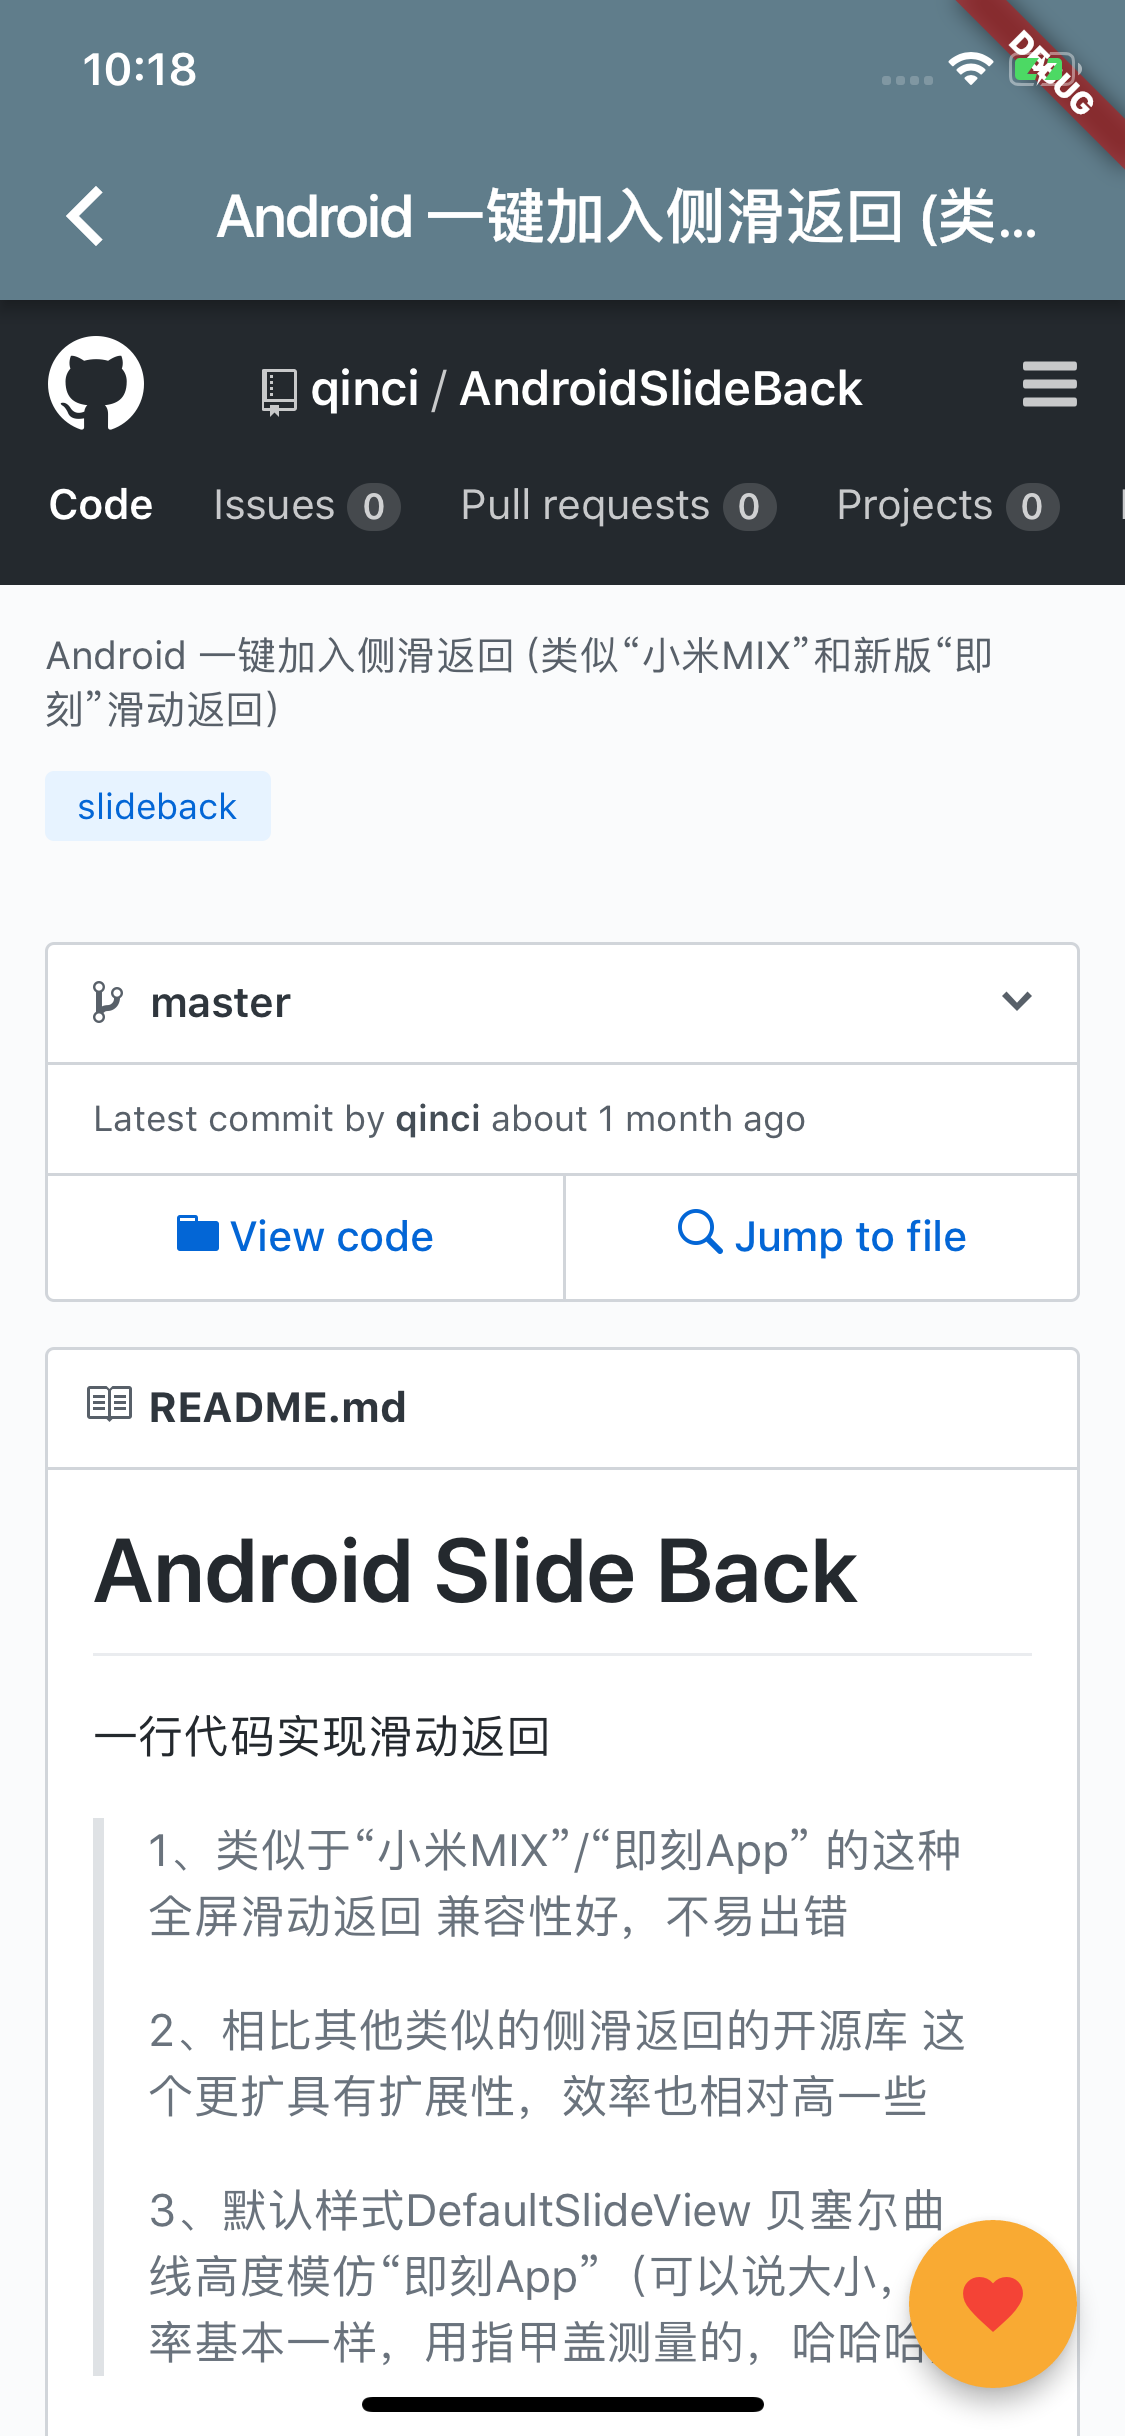 10:18
DEBUG
Android 一键加入侧滑返回 (类...
qinci / AndroidSlideBack
Code Issues 0 Pull requests 0 Projects 0
Android 一键加入侧滑返回 (类似“小米MIX”和新版“即
刻”滑动返回)
slideback
master
Latest commit by qinci about 1 month ago
View code Jump to file
README.md
Android Slide Back
一行代码实现滑动返回
1、类似于“小米MIX”/“即刻App” 的这种
全屏滑动返回 兼容性好，不易出错
2、相比其他类似的侧滑返回的开源库 这
个更扩具有扩展性，效率也相对高一些
3、默认样式DefaultSlideView 贝塞尔曲
线高度模仿“即刻App”（可以说大小，
率基本一样，用指甲盖测量的，哈哈哈